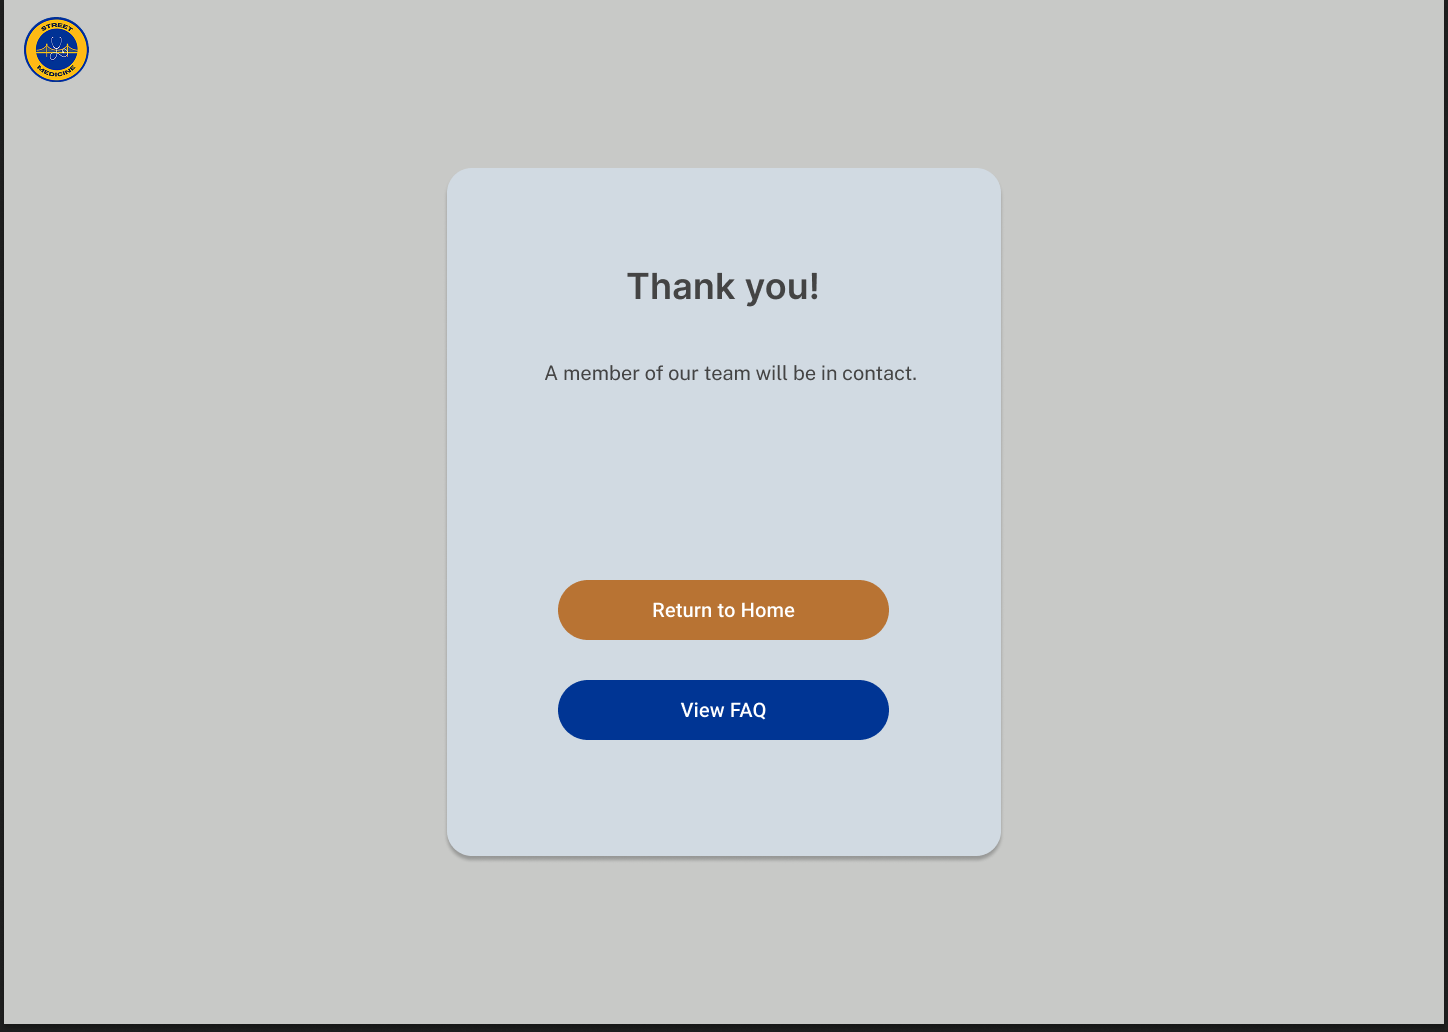 STREET
MEDICINE
Thank you!
A member of our team will be in contact.
Return to Home
View FAQ